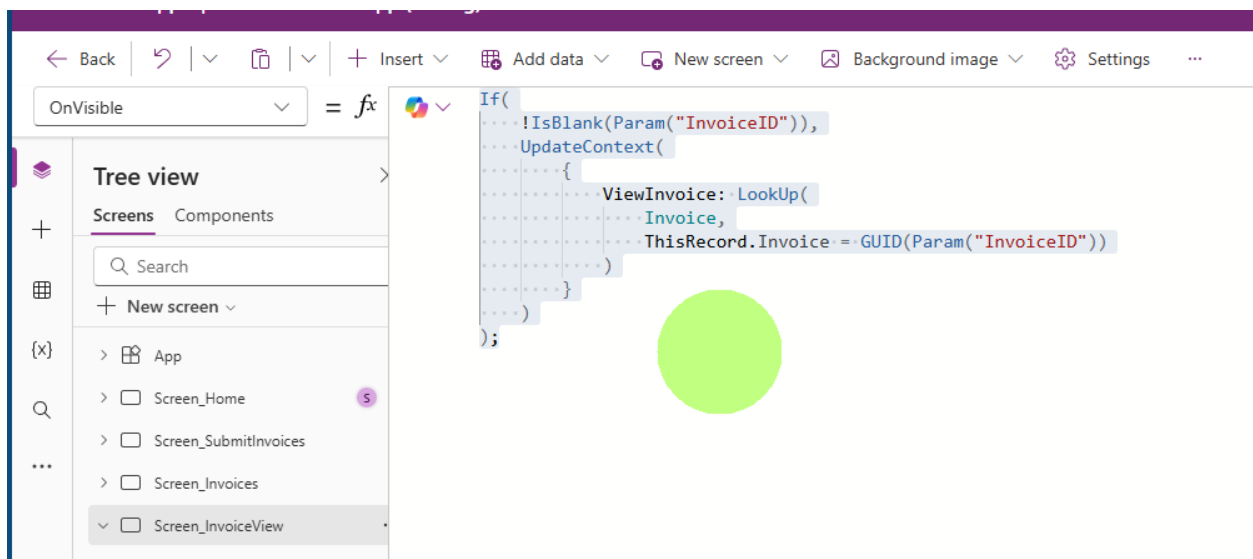 Back
Insert
Add data
New screen
Background image
Settings
...
OnVisible
= fx
If(
!IsBlank(Param("InvoiceID")),
UpdateContext(
{
ViewInvoice: LookUp(
Invoice,
ThisRecord.Invoice = GUID(Param("InvoiceID"))
)
}
)
);
Tree view
Screens Components
Search
New screen
App
Screen_Home S
Screen_SubmitInvoices
Screen_Invoices
Screen_InvoiceView